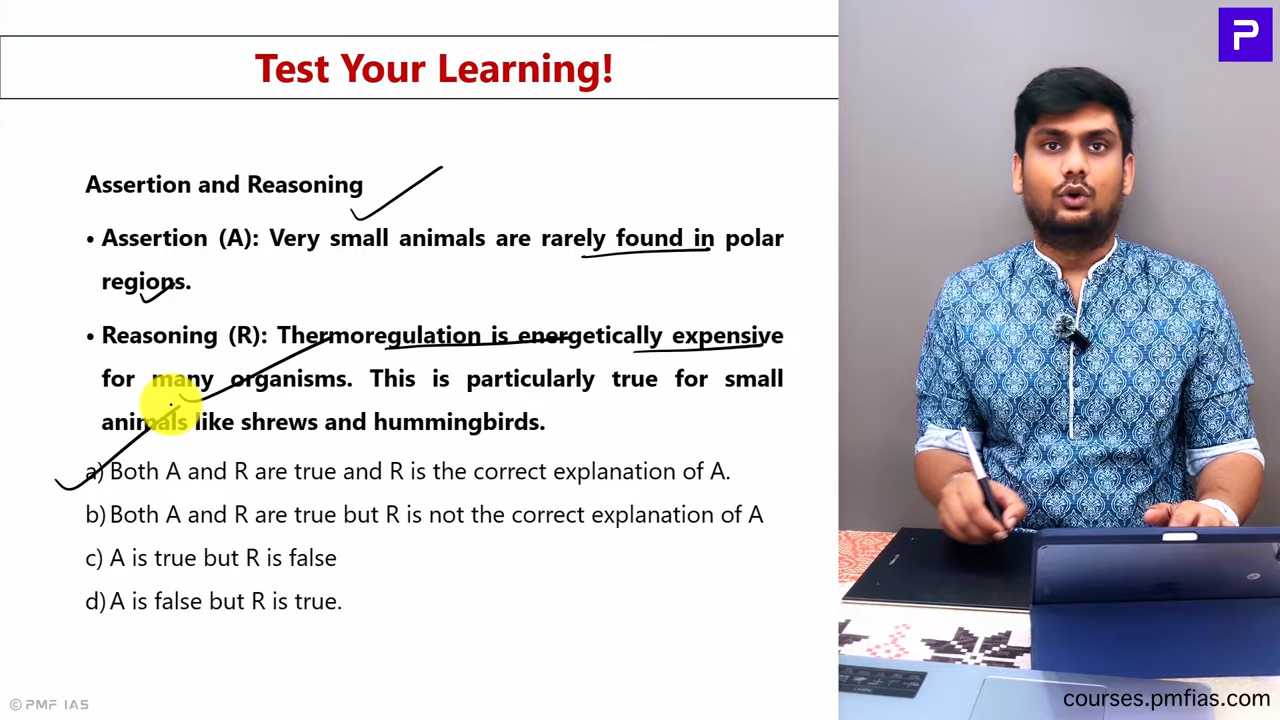 Test Your Learning!
Assertion and Reasoning
• Assertion (A): Very small animals are rarely found in polar
regions.
• Reasoning (R): Thermoregulation is energetically expensive
for many organisms. This is particularly true for small
animals like shrews and hummingbirds.
a) Both A and R are true and R is the correct explanation of A.
b) Both A and R are true but R is not the correct explanation of A
c) A is true but R is false
d) A is false but R is true.
© PMF IAS
P
courses.pmfias.com